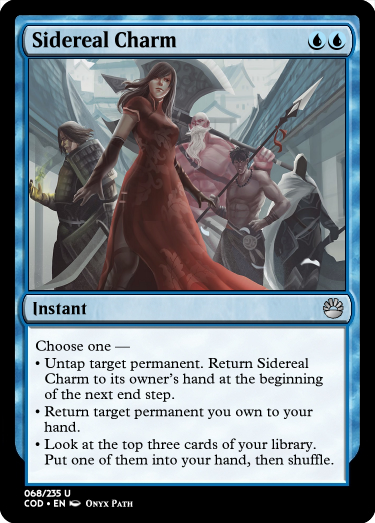 Sidereal Charm
Instant
Choose one —
• Untap target permanent. Return Sidereal
Charm to its owner's hand at the beginning
of the next end step.
• Return target permanent you own to your
hand.
• Look at the top three cards of your library.
Put one of them into your hand, then shuffle.
068/235 U
COD • EN Onyx Path